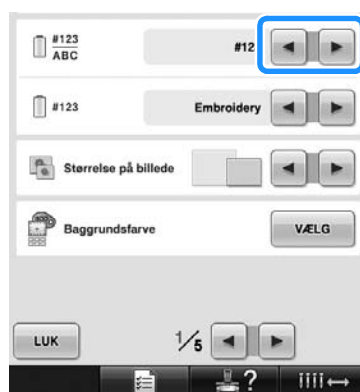 #123
ABC
#12
#123
Embroidery
Størrelse på billede
Baggrundsfarve
VÆLG
LUK
1/5
?